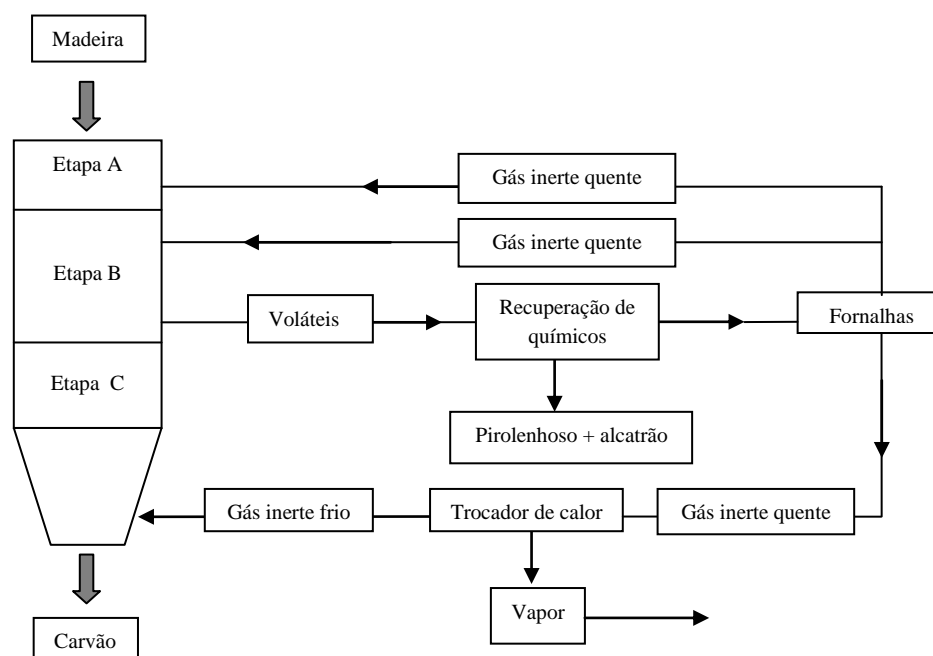 Madeira
Etapa A
Gás inerte quente
Gás inerte quente
Etapa B
Voláteis
Recuperação de
químicos
Fornalhas
Etapa C
Pirolenhoso + alcatrão
Gás inerte frio
Trocador de calor
Gás inerte quente
Vapor
Carvão